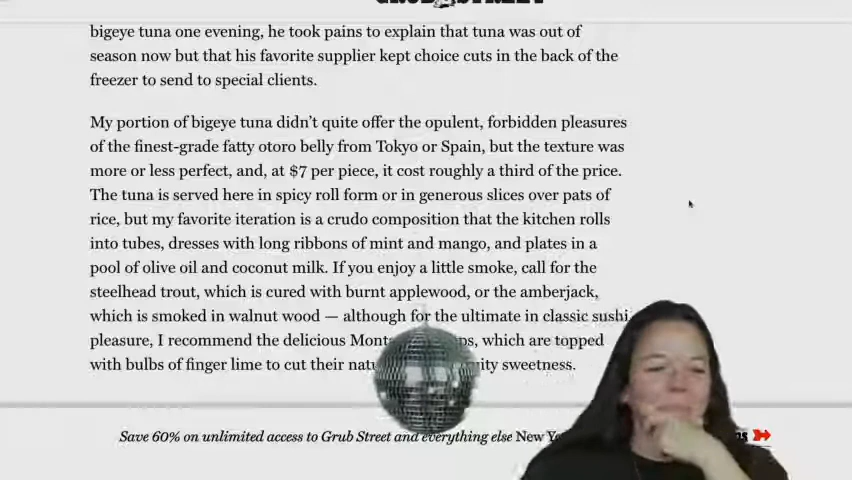 GRUB STREET
bigeye tuna one evening, he took pains to explain that tuna was out of
season now but that his favorite supplier kept choice cuts in the back of the
freezer to send to special clients.
My portion of bigeye tuna didn’t quite offer the opulent, forbidden pleasures
of the finest-grade fatty otoro belly from Tokyo or Spain, but the texture was
more or less perfect, and, at $7 per piece, it cost roughly a third of the price.
The tuna is served here in spicy roll form or in generous slices over pats of
rice, but my favorite iteration is a crudo composition that the kitchen rolls
into tubes, dresses with long ribbons of mint and mango, and plates in a
pool of olive oil and coconut milk. If you enjoy a little smoke, call for the
steelhead trout, which is cured with burnt applewood, or the amberjack,
which is smoked in walnut wood — although for the ultimate in classic sushi
pleasure, I recommend the delicious which are topped
with bulbs of finger lime to cut their sweetness.
Save 60% on unlimited access to Grub Street and everything else New